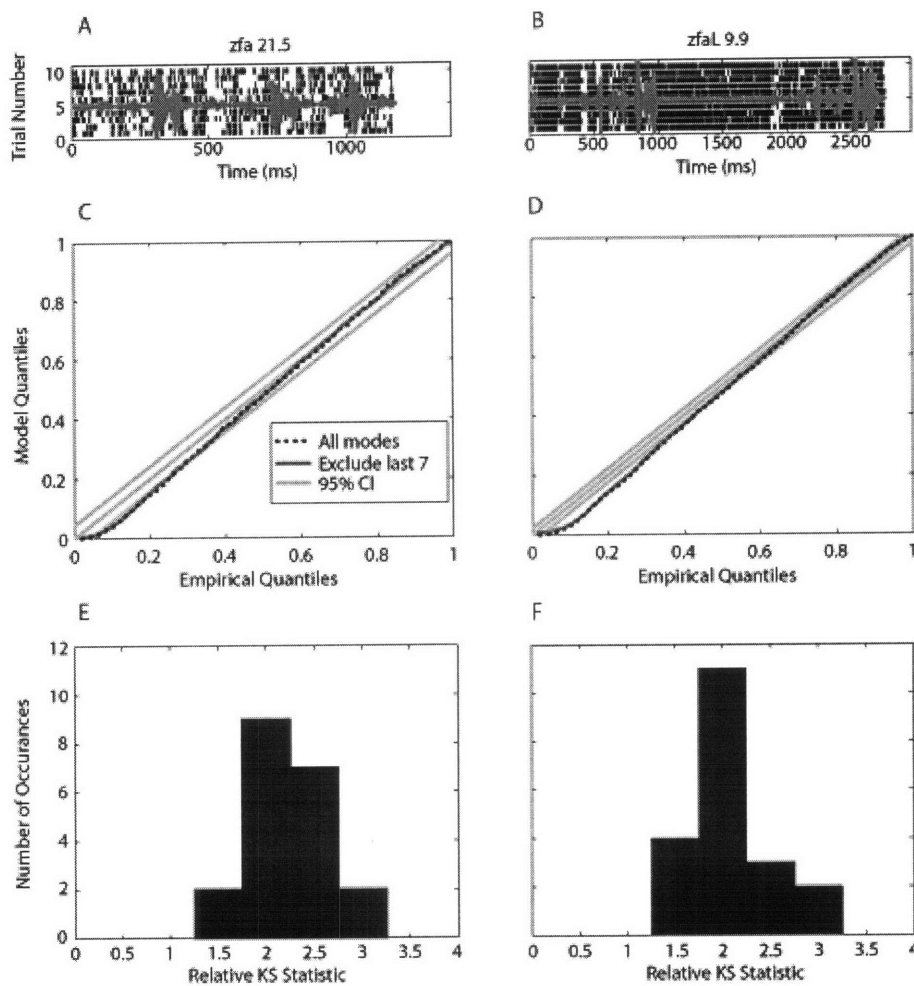 A
B
zfa 21.5
zfaL 9.9
Trial Number
10
5
0
0
500
1000
Time (ms)
0
500
1000
1500
2000
2500
Time (ms)
C
D
Model Quantiles
1
0.8
0.6
0.4
0.2
0
All modes
Exclude last 7
95% CI
0
0.2
0.4
0.6
0.8
1
Empirical Quantiles
0
0.2
0.4
0.6
0.8
1
Empirical Quantiles
E
F
Number of Occurances
12
10
8
6
4
2
0
0
0.5
1
1.5
2
2.5
3
3.5
4
Relative KS Statistic
0
0.5
1
1.5
2
2.5
3
3.5
4
Relative KS Statistic